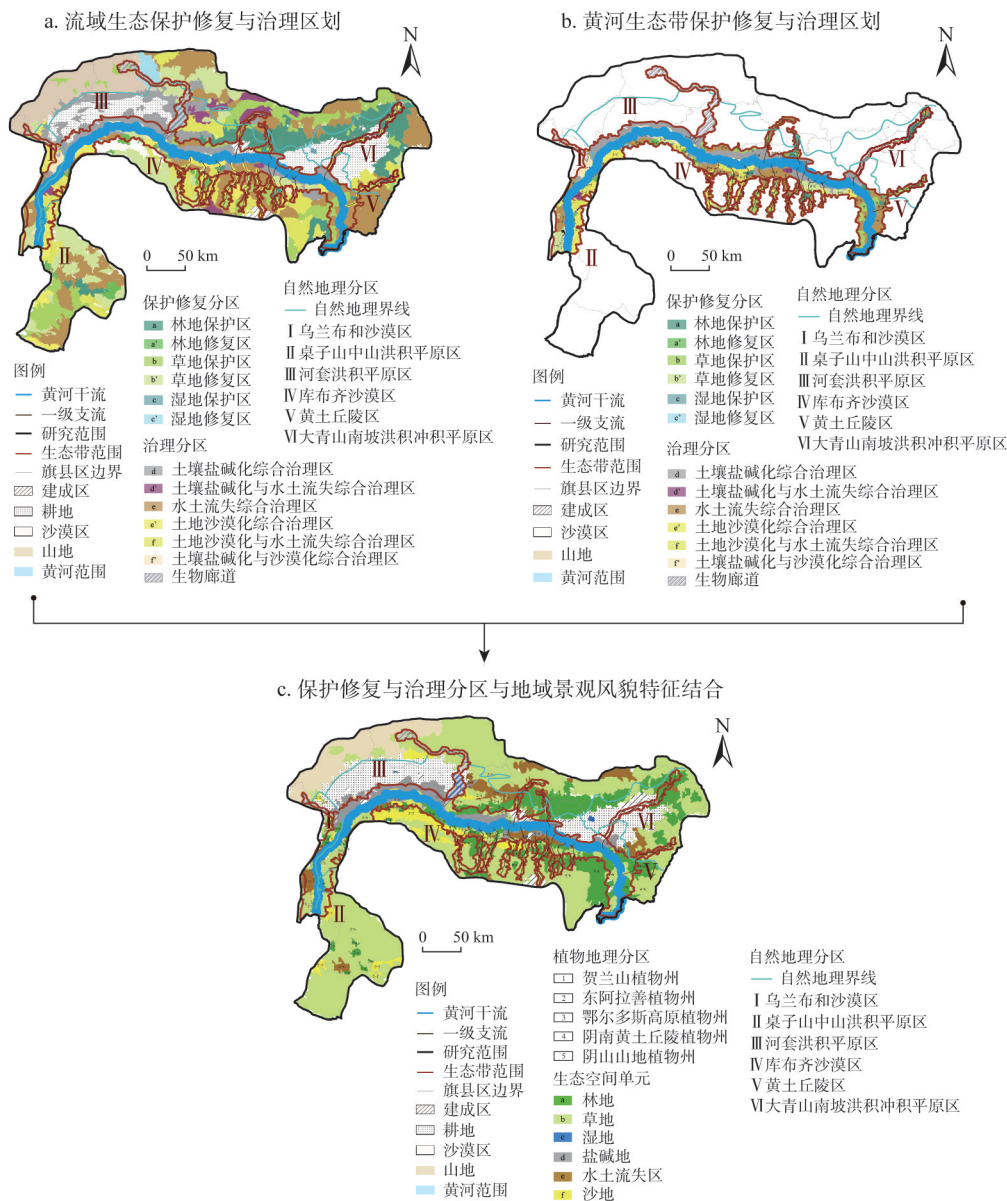 a. 流域生态保护修复与治理区划
N
Ⅲ
Ⅰ
Ⅳ
Ⅵ
Ⅴ
Ⅱ
0 50 km
图例
黄河干流
一级支流
研究范围
生态带范围
旗县区边界
建成区
耕地
沙漠区
山地
黄河范围
保护修复分区
a 林地保护区
a' 林地修复区
b 草地保护区
b' 草地修复区
c 湿地保护区
c' 湿地修复区
治理分区
d 土壤盐碱化综合治理区
d' 土壤盐碱化与水土流失综合治理区
e 水土流失综合治理区
e' 土地沙漠化综合治理区
f 土地沙漠化与水土流失综合治理区
f' 土壤盐碱化与沙漠化综合治理区
生物廊道
自然地理分区
自然地理界线
Ⅰ乌兰布和沙漠区
Ⅱ桌子山中山洪积平原区
Ⅲ河套洪积平原区
Ⅳ库布齐沙漠区
Ⅴ黄土丘陵区
Ⅵ大青山南坡洪积冲积平原区
b. 黄河生态带保护修复与治理区划
N
Ⅲ
Ⅰ
Ⅳ
Ⅵ
Ⅴ
Ⅱ
0 50 km
图例
黄河干流
一级支流
研究范围
生态带范围
旗县区边界
建成区
耕地
沙漠区
山地
黄河范围
保护修复分区
a 林地保护区
a' 林地修复区
b 草地保护区
b' 草地修复区
c 湿地保护区
c' 湿地修复区
治理分区
d 土壤盐碱化综合治理区
d' 土壤盐碱化与水土流失综合治理区
e 水土流失综合治理区
e' 土地沙漠化综合治理区
f 土地沙漠化与水土流失综合治理区
f' 土壤盐碱化与沙漠化综合治理区
生物廊道
自然地理分区
自然地理界线
Ⅰ乌兰布和沙漠区
Ⅱ桌子山中山洪积平原区
Ⅲ河套洪积平原区
Ⅳ库布齐沙漠区
Ⅴ黄土丘陵区
Ⅵ大青山南坡洪积冲积平原区
c. 保护修复与治理分区与地域景观风貌特征结合
N
Ⅲ
Ⅰ
Ⅳ
Ⅵ
Ⅴ
Ⅱ
0 50 km
图例
黄河干流
一级支流
研究范围
生态带范围
旗县区边界
建成区
耕地
沙漠区
山地
黄河范围
植物地理分区
1 贺兰山植物州
2 东阿拉善植物州
3 鄂尔多斯高原植物州
4 阴南黄土丘陵植物州
5 阴山山地植物州
生态空间单元
a 林地
b 草地
c 湿地
d 盐碱地
e 水土流失区
f 沙地
自然地理分区
自然地理界线
Ⅰ乌兰布和沙漠区
Ⅱ桌子山中山洪积平原区
Ⅲ河套洪积平原区
Ⅳ库布齐沙漠区
Ⅴ黄土丘陵区
Ⅵ大青山南坡洪积冲积平原区